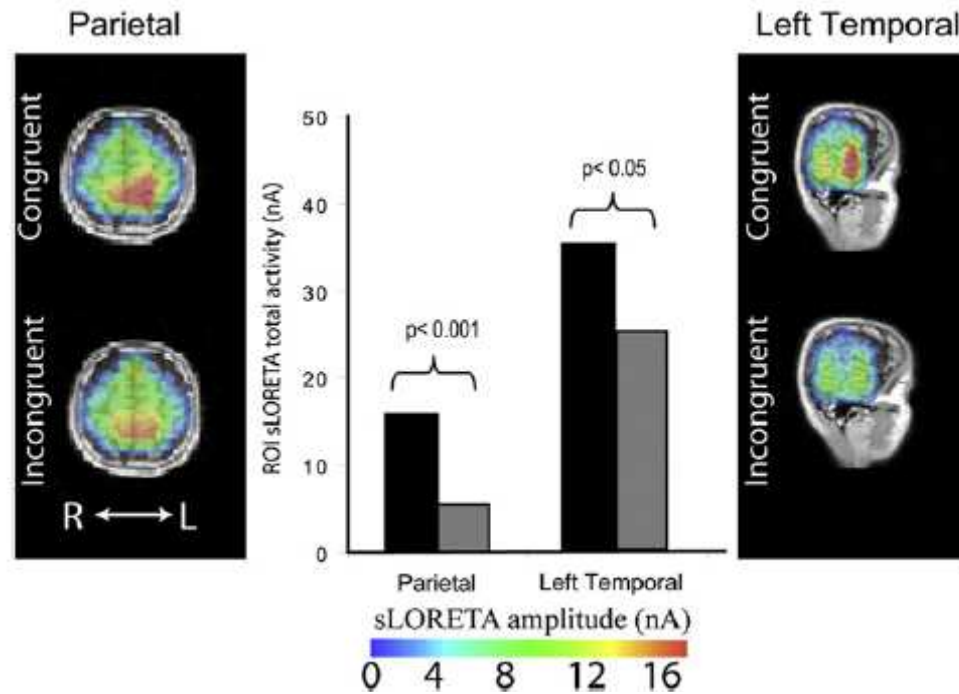 Parietal
Left Temporal
Congruent
Incongruent
R L
ROI sLORETA total activity (nA)
50
40
30
20
10
0
p< 0.001
p< 0.05
Parietal
Left Temporal
Congruent
Incongruent
sLORETA amplitude (nA)
0 4 8 12 16